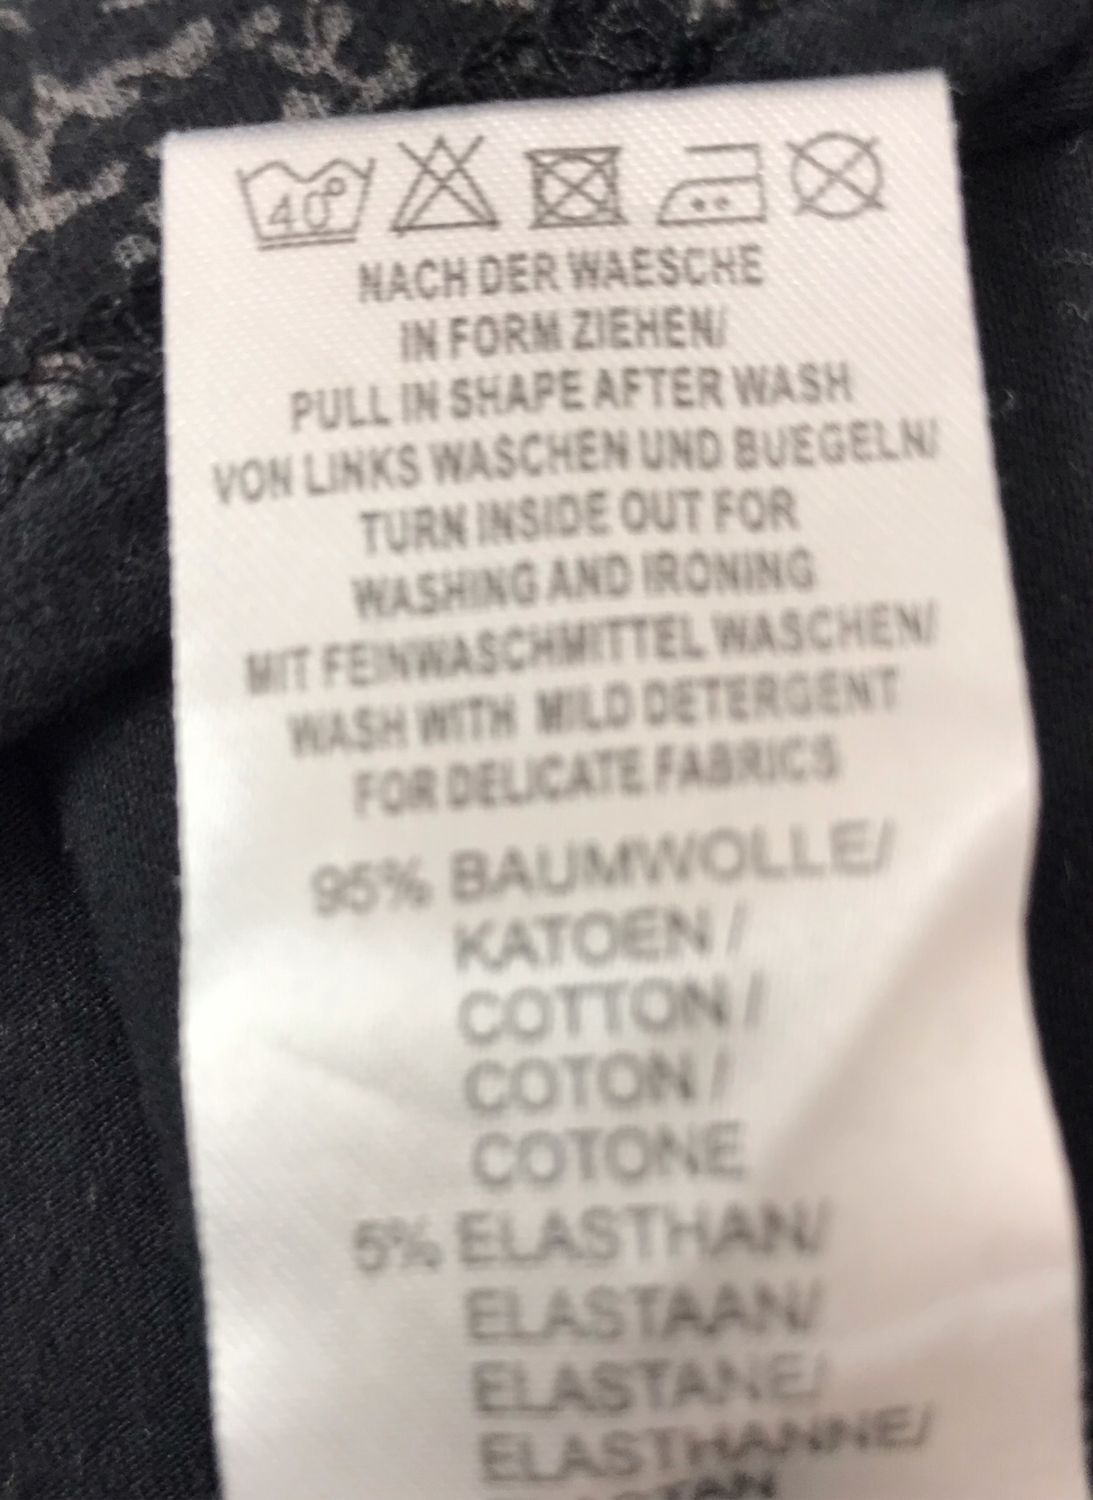 40°
NACH DER WAESCHE
IN FORM ZIEHEN/
PULL IN SHAPE AFTER WASH
VON LINKS WASCHEN UND BUEGELN/
TURN INSIDE OUT FOR
WASHING AND IRONING
MIT FEINWASCHMITTEL WASCHEN/
WASH WITH MILD DETERGENT
FOR DELICATE FABRICS
95% BAUMWOLLE/
KATOEN /
COTTON /
COTON /
COTONE
5% ELASTHAN/
ELASTAAN/
ELASTANE/
ELASTHANNE/